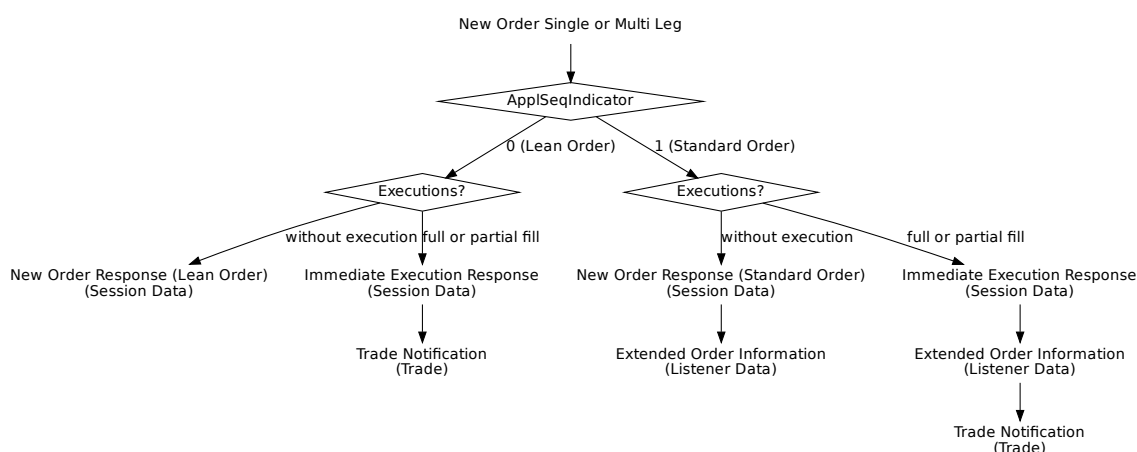 New Order Single or Multi Leg
ApplSeqIndicator
0 (Lean Order)
1 (Standard Order)
Executions?
Executions?
without execution
full or partial fill
without execution
full or partial fill
New Order Response (Lean Order)
(Session Data)
Immediate Execution Response
(Session Data)
New Order Response (Standard Order)
(Session Data)
Immediate Execution Response
(Session Data)
Trade Notification
(Trade)
Extended Order Information
(Listener Data)
Extended Order Information
(Listener Data)
Trade Notification
(Trade)